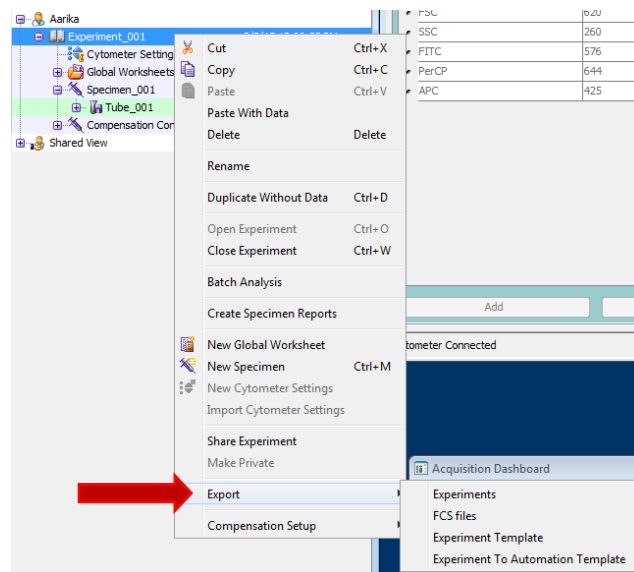 Aarika
Experiment_001
Cytometer Setting
Global Worksheets
Specimen_001
Tube_001
Compensation Con
Shared View
Cut Ctrl+X
Copy Ctrl+C
Paste Ctrl+V
Paste With Data
Delete Delete
Rename
Duplicate Without Data Ctrl+D
Open Experiment Ctrl+O
Close Experiment Ctrl+W
Batch Analysis
Create Specimen Reports
New Global Worksheet
New Specimen Ctrl+M
New Cytometer Settings
Import Cytometer Settings
Share Experiment
Make Private
Export
Compensation Setup
FSC 620
SSC 260
FITC 576
PerCP 644
APC 425
Add
tometer Connected
Acquisition Dashboard
Experiments
FCS files
Experiment Template
Experiment To Automation Template